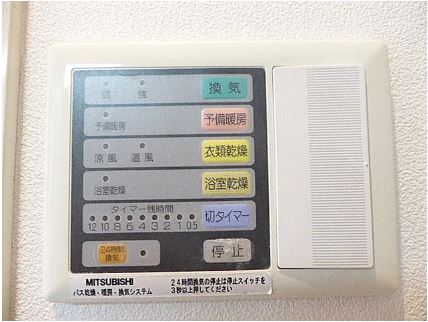 弱 強 換気
予備暖房 予備暖房
涼風 温風 衣類乾燥
浴室乾燥 浴室乾燥
タイマー残時間
12 10 8 6 4 3 2 1 0.5 切タイマー
24時間
換気 停止
MITSUBISHI
バス乾燥・暖房・換気システム
24時間換気の停止は停止スイッチを
3秒以上押してください